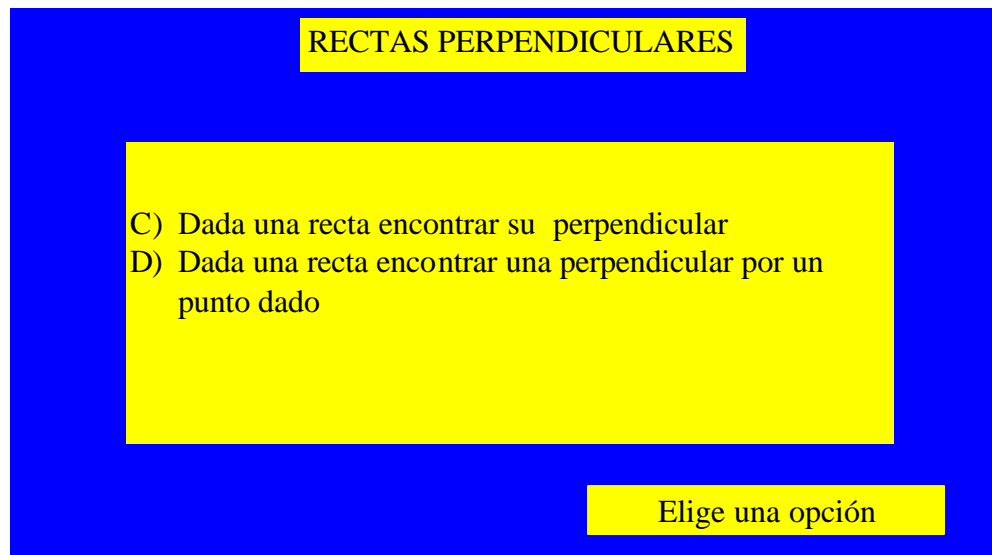 RECTAS PERPENDICULARES
C) Dada una recta encontrar su perpendicular
D) Dada una recta encontrar una perpendicular por un
punto dado
Elige una opción